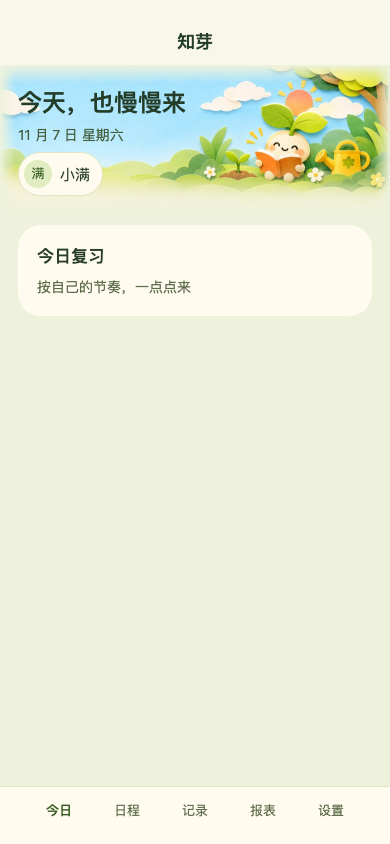 知芽
今天，也慢慢来
11 月 7 日 星期六
满 小满
今日复习
按自己的节奏，一点点来
今日 日程 记录 报表 设置